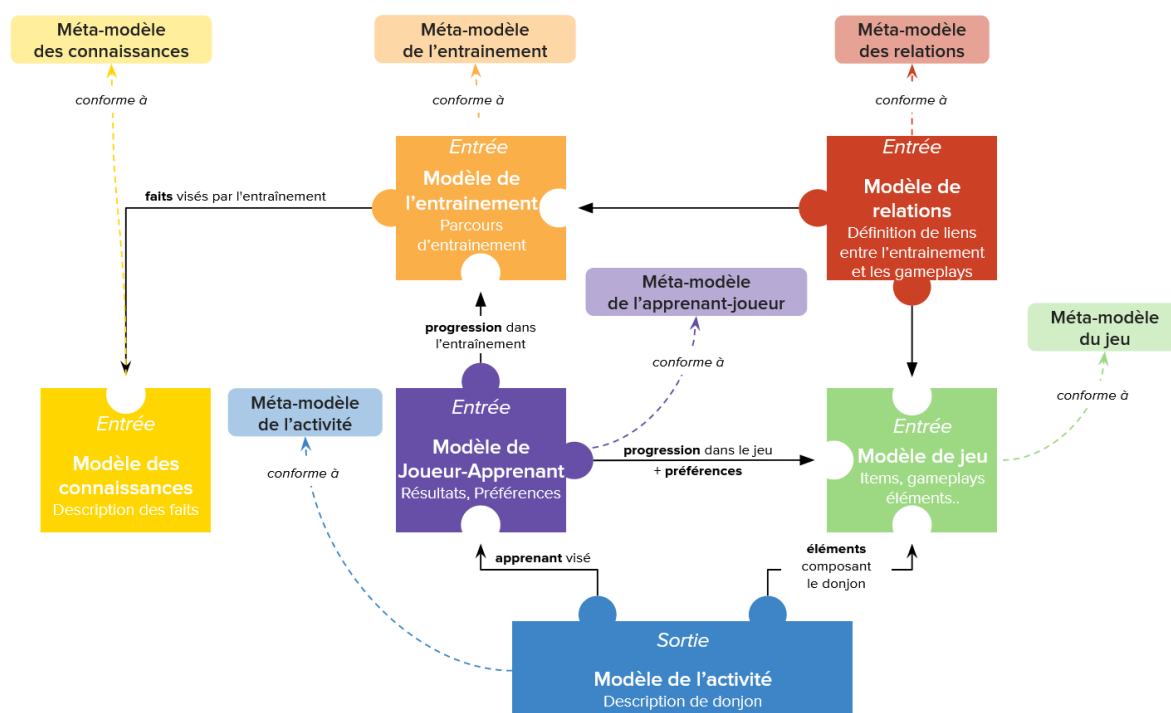 Méta-modèle
des connaissances
Méta-modèle
de l'entrainement
Méta-modèle
des relations
conforme à
conforme à
conforme à
Entrée
Modèle de
l'entrainement
Parcours
d'entrainement
Entrée
Modèle de
relations
Définition de liens
entre l'entrainement
et les gameplays
faits visés par l'entraînement
Méta-modèle
de l'apprenant-joueur
Méta-modèle
du jeu
progression dans
l'entraînement
conforme à
conforme à
Entrée
Modèle des
connaissances
Description des faits
Méta-modèle
de l'activité
conforme à
Entrée
Modèle de
Joueur-Apprenant
Résultats, Préférences
progression dans le jeu
+ préférences
Entrée
Modèle de jeu
Items, gameplays
éléments..
apprenant visé
éléments
composant
le donjon
Sortie
Modèle de l'activité
Description de donjon